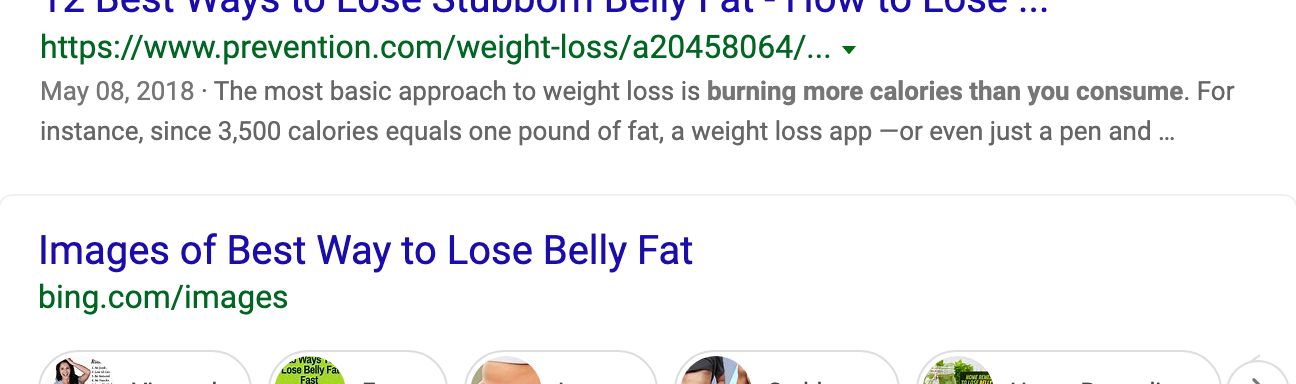 12 Best Ways to Lose Stubborn Belly Fat - How to Lose ...
https://www.prevention.com/weight-loss/a20458064/...
May 08, 2018 · The most basic approach to weight loss is burning more calories than you consume. For
instance, since 3,500 calories equals one pound of fat, a weight loss app —or even just a pen and ...
Images of Best Way to Lose Belly Fat
bing.com/images
Ways
Lose Belly Fat
Fast